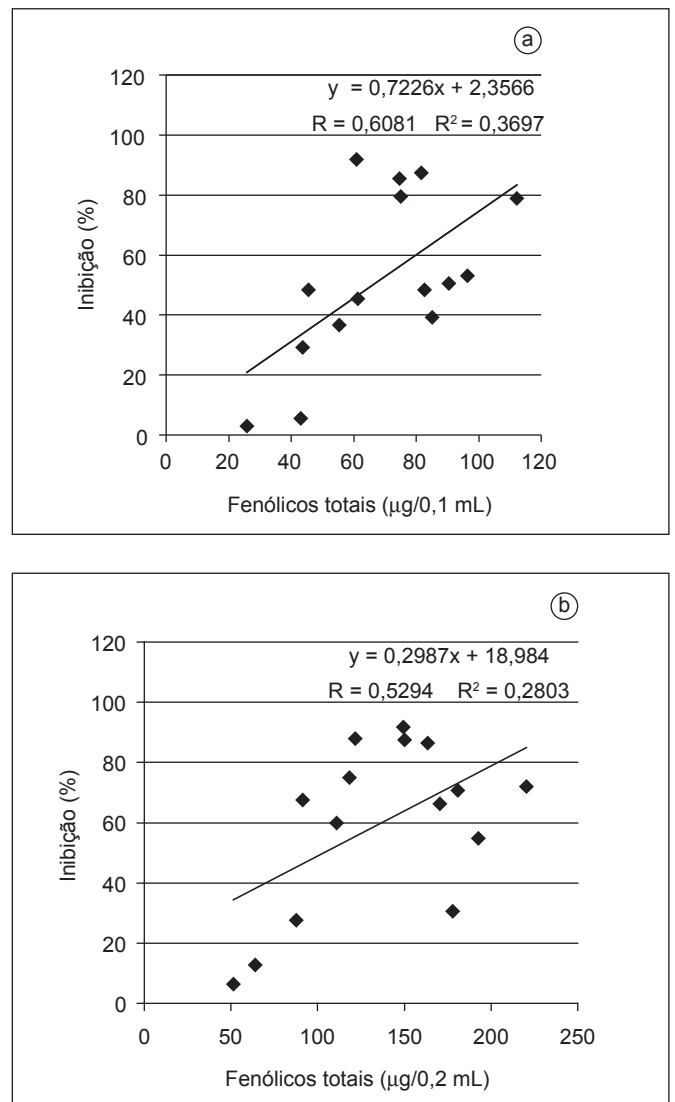 a
120
y = 0,7226x + 2,3566
R = 0,6081 R² = 0,3697
100
80
60
40
20
0
Inibição (%)
0 20 40 60 80 100 120
Fenólicos totais (µg/0,1 mL)
b
120
y = 0,2987x + 18,984
R = 0,5294 R² = 0,2803
100
80
60
40
20
0
Inibição (%)
0 50 100 150 200 250
Fenólicos totais (µg/0,2 mL)